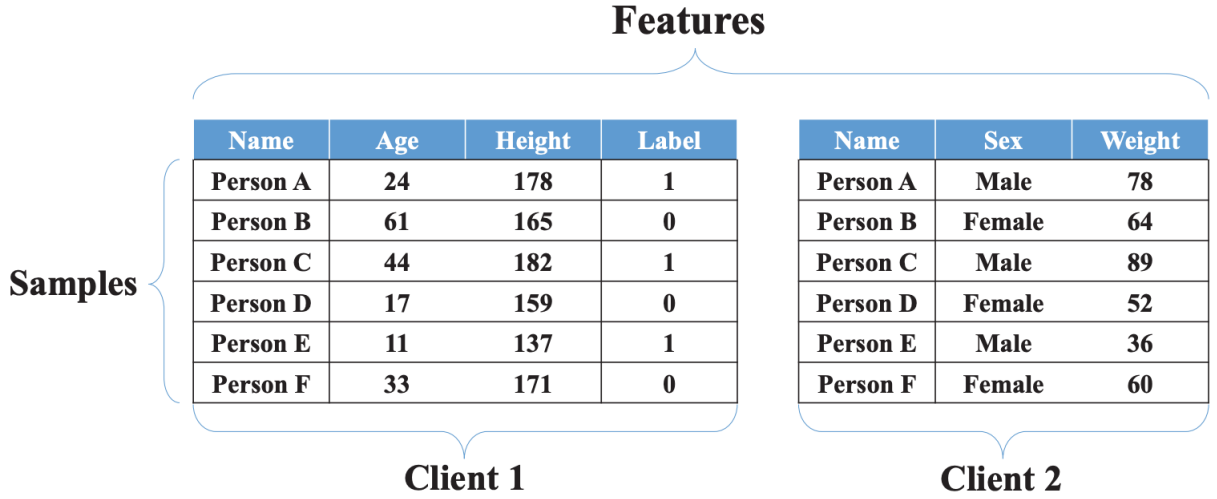 Features
Name Age Height Label Name Sex Weight
Person A 24 178 1 Person A Male 78
Person B 61 165 0 Person B Female 64
Person C 44 182 1 Person C Male 89
Samples
Person D 17 159 0 Person D Female 52
Person E 11 137 1 Person E Male 36
Person F 33 171 0 Person F Female 60
Client 1 Client 2